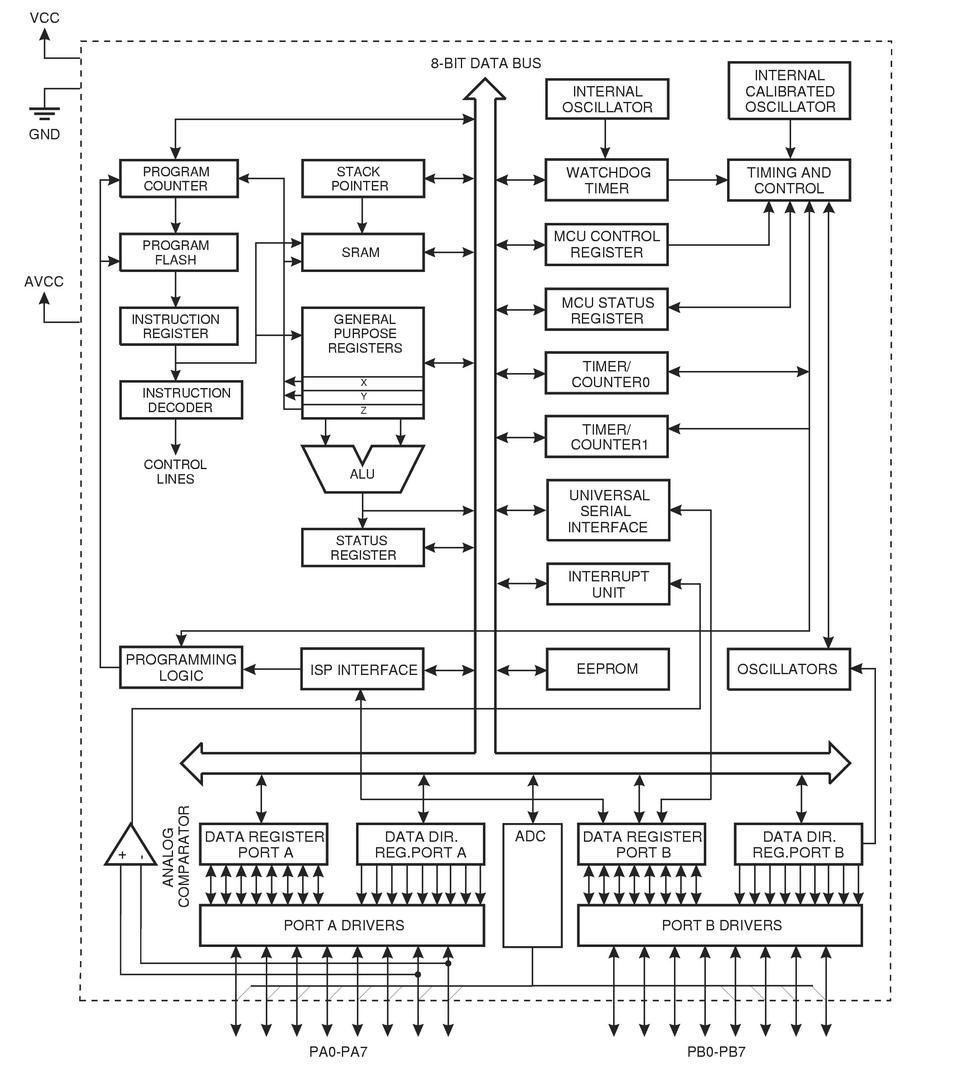 VCC
8-BIT DATA BUS
INTERNAL
OSCILLATOR
INTERNAL
CALIBRATED
OSCILLATOR
GND
PROGRAM
COUNTER
STACK
POINTER
WATCHDOG
TIMER
TIMING AND
CONTROL
PROGRAM
FLASH
SRAM
MCU CONTROL
REGISTER
AVCC
INSTRUCTION
REGISTER
GENERAL
PURPOSE
REGISTERS
X
Y
Z
MCU STATUS
REGISTER
INSTRUCTION
DECODER
TIMER/
COUNTER0
CONTROL
LINES
ALU
TIMER/
COUNTER1
STATUS
REGISTER
UNIVERSAL
SERIAL
INTERFACE
INTERRUPT
UNIT
PROGRAMMING
LOGIC
ISP INTERFACE
EEPROM
OSCILLATORS
+
-
ANALOG
COMPARATOR
DATA REGISTER
PORT A
DATA DIR.
REG.PORT A
ADC
DATA REGISTER
PORT B
DATA DIR.
REG.PORT B
PORT A DRIVERS
PORT B DRIVERS
PA0-PA7
PB0-PB7